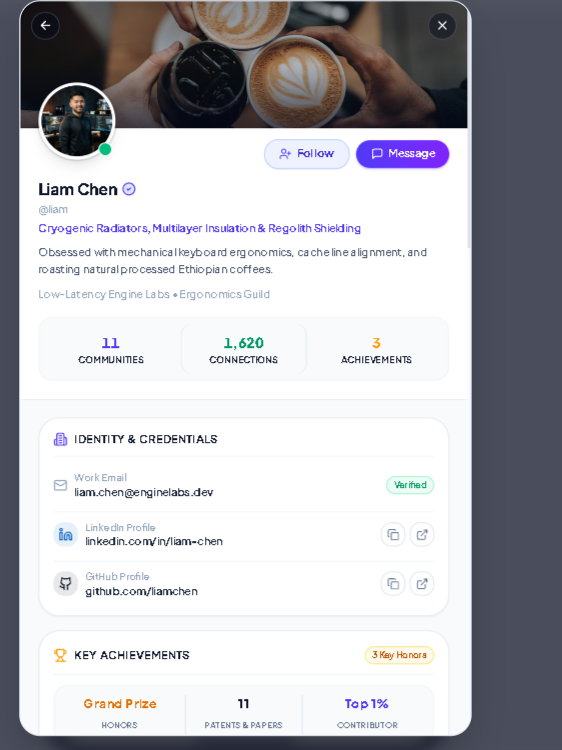 Follow
Message
Liam Chen
@liam
Cryogenic Radiators, Multilayer Insulation & Regolith Shielding
Obsessed with mechanical keyboard ergonomics, cache line alignment, and
roasting natural processed Ethiopian coffees.
Low-Latency Engine Labs • Ergonomics Guild
11
COMMUNITIES
1,620
CONNECTIONS
3
ACHIEVEMENTS
IDENTITY & CREDENTIALS
Work Email
liam.chen@enginelabs.dev
Verified
LinkedIn Profile
linkedin.com/in/liam-chen
GitHub Profile
github.com/liamchen
KEY ACHIEVEMENTS
3 Key Honors
Grand Prize
HONORS
11
PATENTS & PAPERS
Top 1%
CONTRIBUTOR